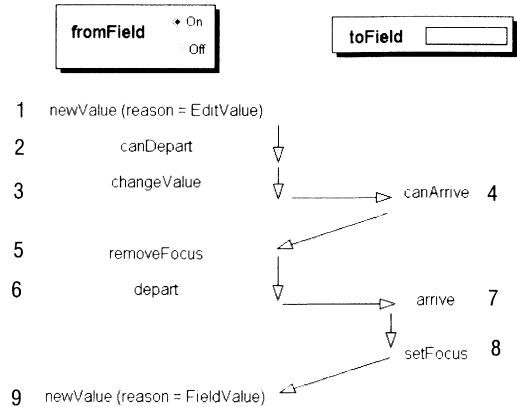 fromField
On
Off
toField
1 newValue (reason = EditValue)
2 canDepart
3 changeValue
canArrive 4
5 removeFocus
6 depart
arrive 7
setFocus 8
9 newValue (reason = FieldValue)